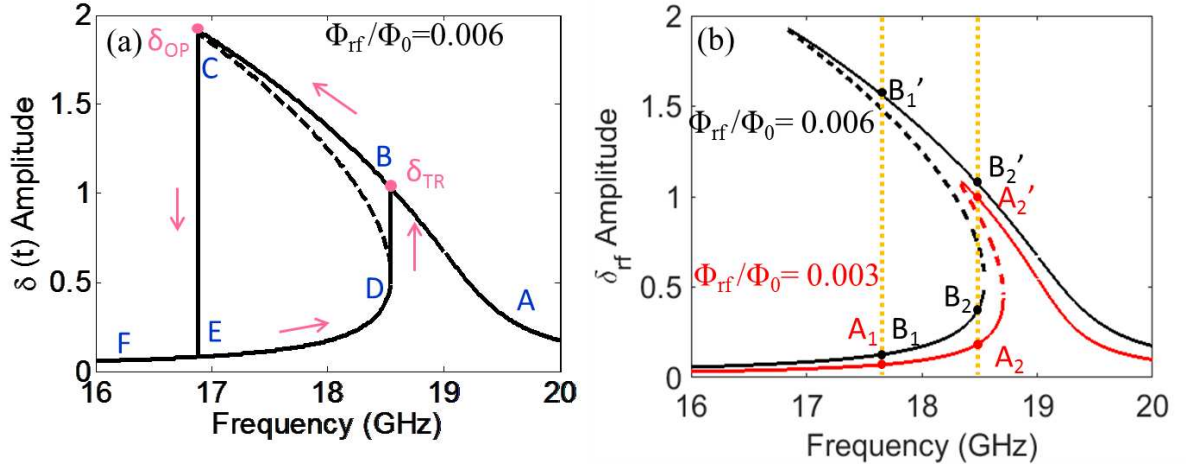 (a)
Φrf/Φ0=0.006
δOP
C
B
δTR
D
A
E
F
2
1.5
1
0.5
0
16 17 18 19 20
δ (t) Amplitude
Frequency (GHz)
(b)
B1’
Φrf/Φ0= 0.006
B2’
A2’
Φrf/Φ0= 0.003
B2
A1 B1
A2
2
1.5
1
0.5
0
16 17 18 19 20
δrf Amplitude
Frequency (GHz)